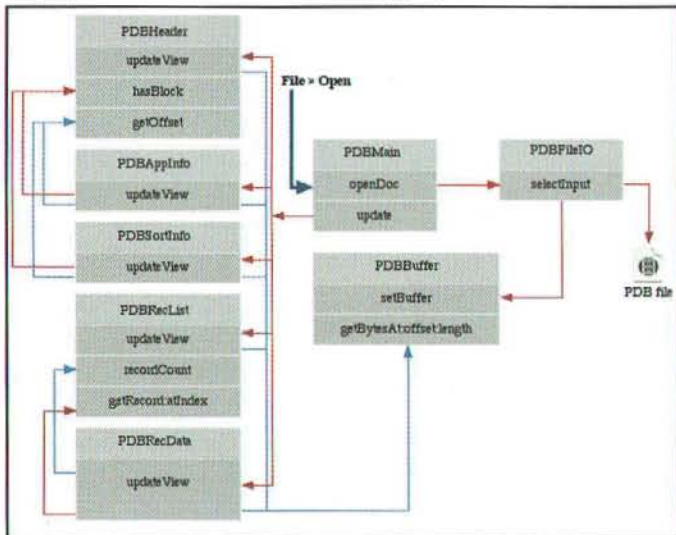 PDBHeader
updateView
hasBlock
getOffset
PDBAppInfo
updateView
PDBSortInfo
updateView
PDBRecList
updateView
recordCount
getRecord:atIndex
PDBRecData
updateView
File » Open
PDBMain
openDoc
update
PDBFileIO
selectInput
PDB file
PDBBuffer
setBuffer
getBytesAt:offset:length